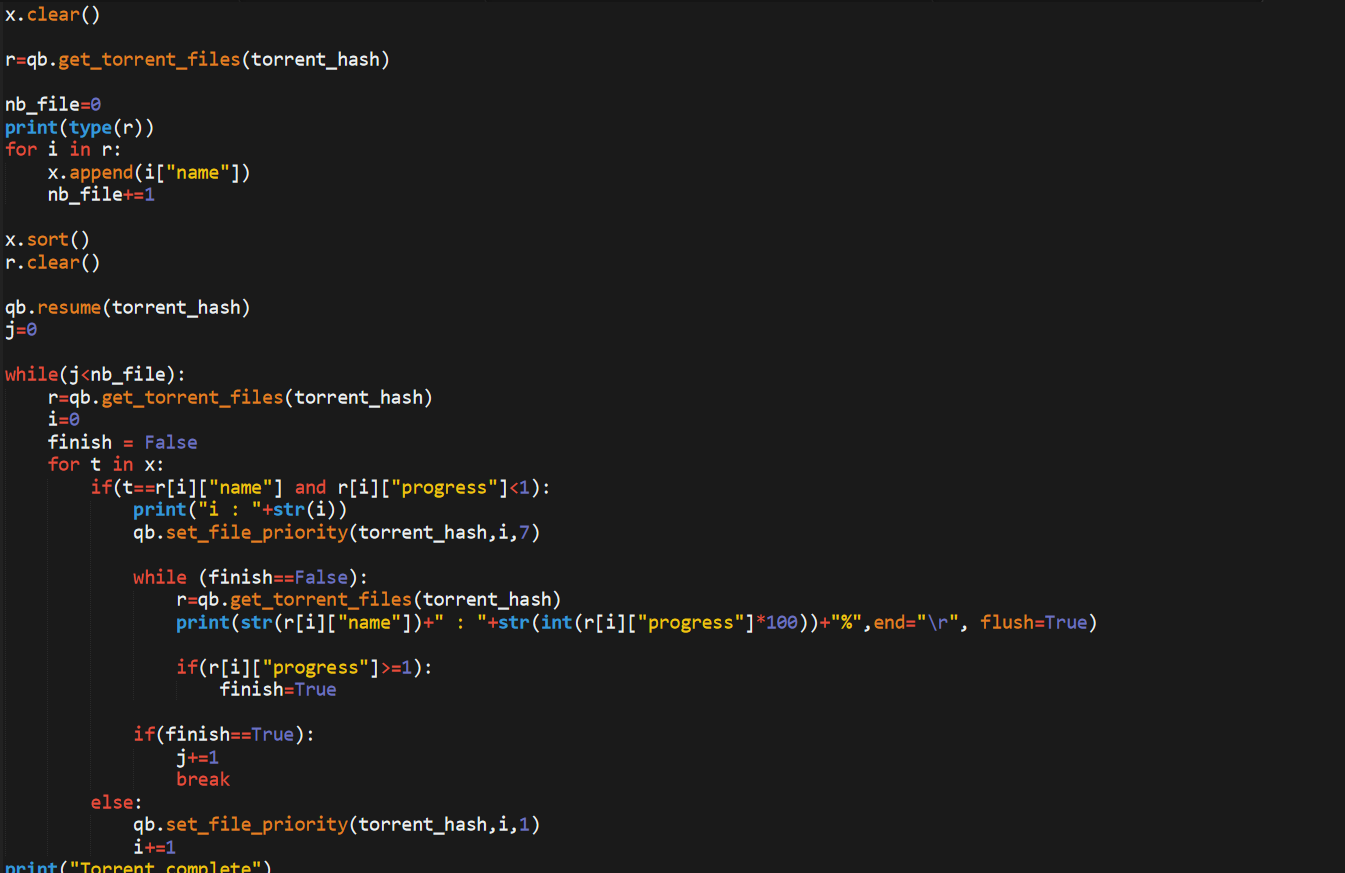 x.clear()
r=qb.get_torrent_files(torrent_hash)
nb_file=0
print(type(r))
for i in r:
    x.append(i["name"])
    nb_file+=1
x.sort()
r.clear()
qb.resume(torrent_hash)
j=0
while(j<nb_file):
    r=qb.get_torrent_files(torrent_hash)
    i=0
    finish = False
    for t in x:
        if(t==r[i]["name"] and r[i]["progress"]<1):
            print("i : "+str(i))
            qb.set_file_priority(torrent_hash,i,7)
            while (finish==False):
                r=qb.get_torrent_files(torrent_hash)
                print(str(r[i]["name"])+" : "+str(int(r[i]["progress"]*100))+"%",end="\r", flush=True)
                if(r[i]["progress">=1):
                    finish=True
            if(finish==True):
                j+=1
                break
        else:
            qb.set_file_priority(torrent_hash,i,1)
            i+=1
print("Torrent complete")